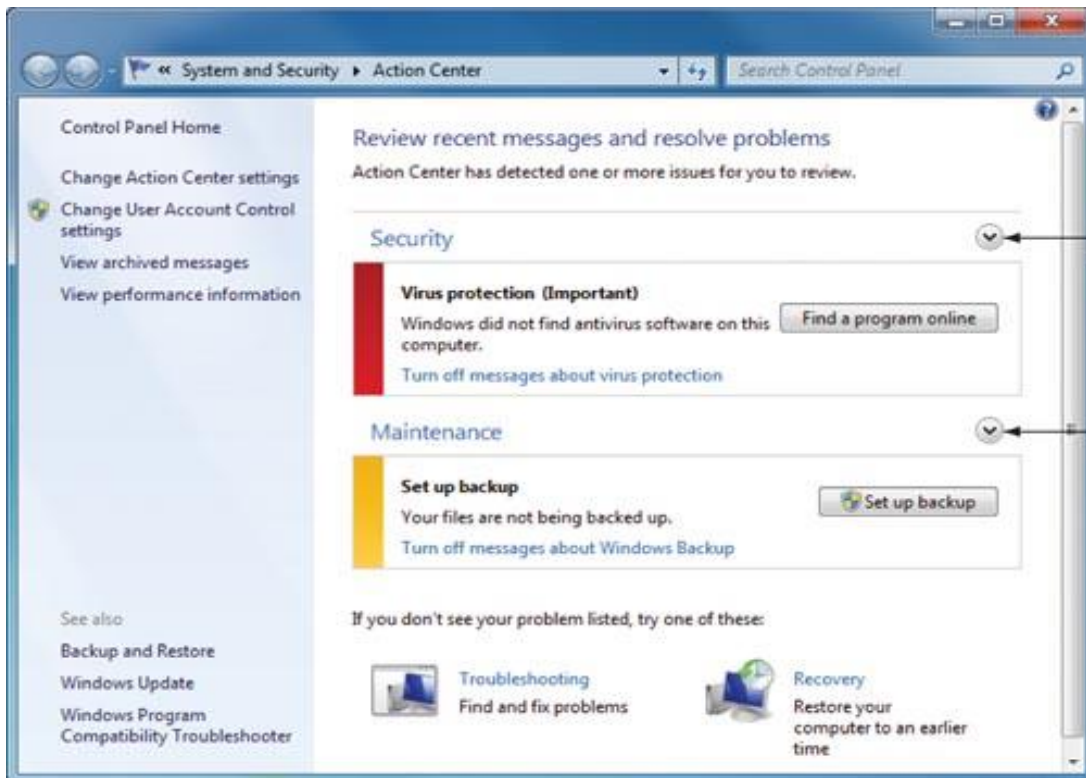 « System and Security ▸ Action Center
Search Control Panel
Control Panel Home
Change Action Center settings
Change User Account Control
settings
View archived messages
View performance information
See also
Backup and Restore
Windows Update
Windows Program
Compatibility Troubleshooter
Review recent messages and resolve problems
Action Center has detected one or more issues for you to review.
Security
Virus protection (Important)
Windows did not find antivirus software on this
computer.
Find a program online
Turn off messages about virus protection
Maintenance
Set up backup
Your files are not being backed up.
Set up backup
Turn off messages about Windows Backup
If you don't see your problem listed, try one of these:
Troubleshooting
Find and fix problems
Recovery
Restore your
computer to an earlier
time